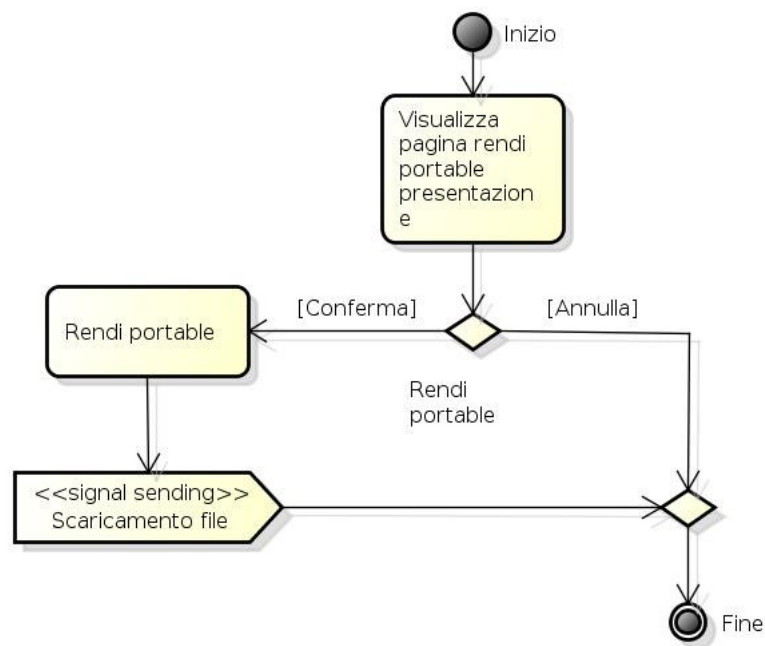 Inizio
Visualizza
pagina rendi
portable
presentazion
e
[Conferma]
[Annulla]
Rendi portable
Rendi
portable
<<signal sending>>
Scaricamento file
Fine